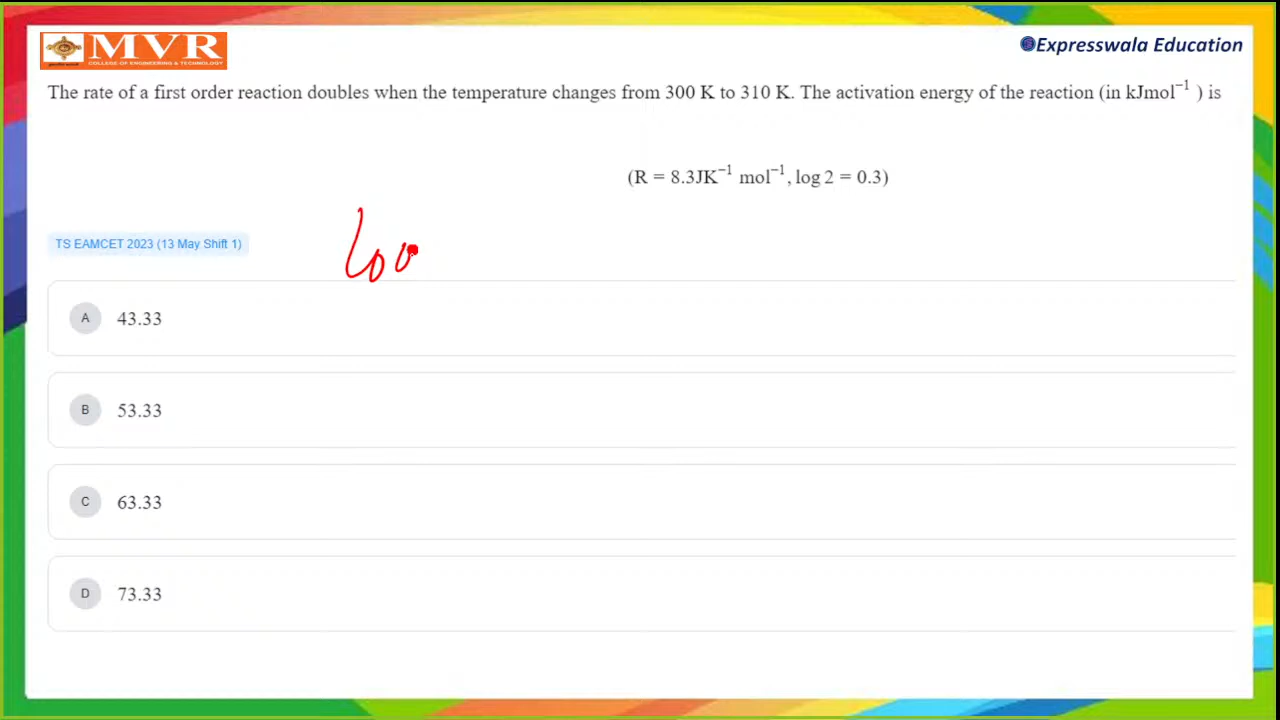 MVR
COLLEGE OF ENGINEERING & TECHNOLOGY
Expresswala Education
The rate of a first order reaction doubles when the temperature changes from 300 K to 310 K. The activation energy of the reaction (in kJmol⁻¹ ) is
(R = 8.3JK⁻¹ mol⁻¹, log 2 = 0.3)
TS EAMCET 2023 (13 May Shift 1)
A 43.33
B 53.33
C 63.33
D 73.33